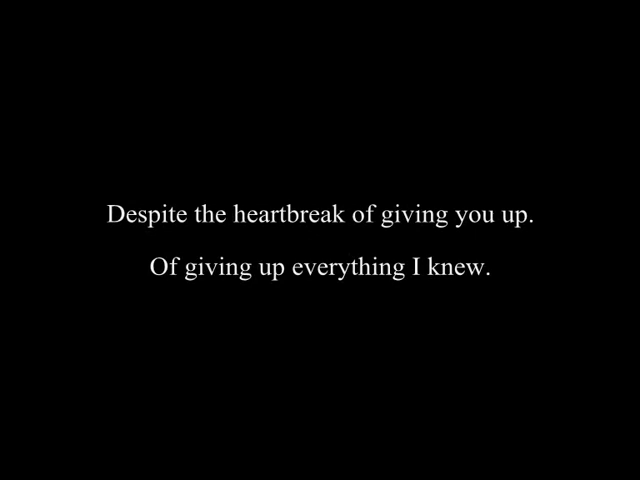 Despite the heartbreak of giving you up.
Of giving up everything I knew.